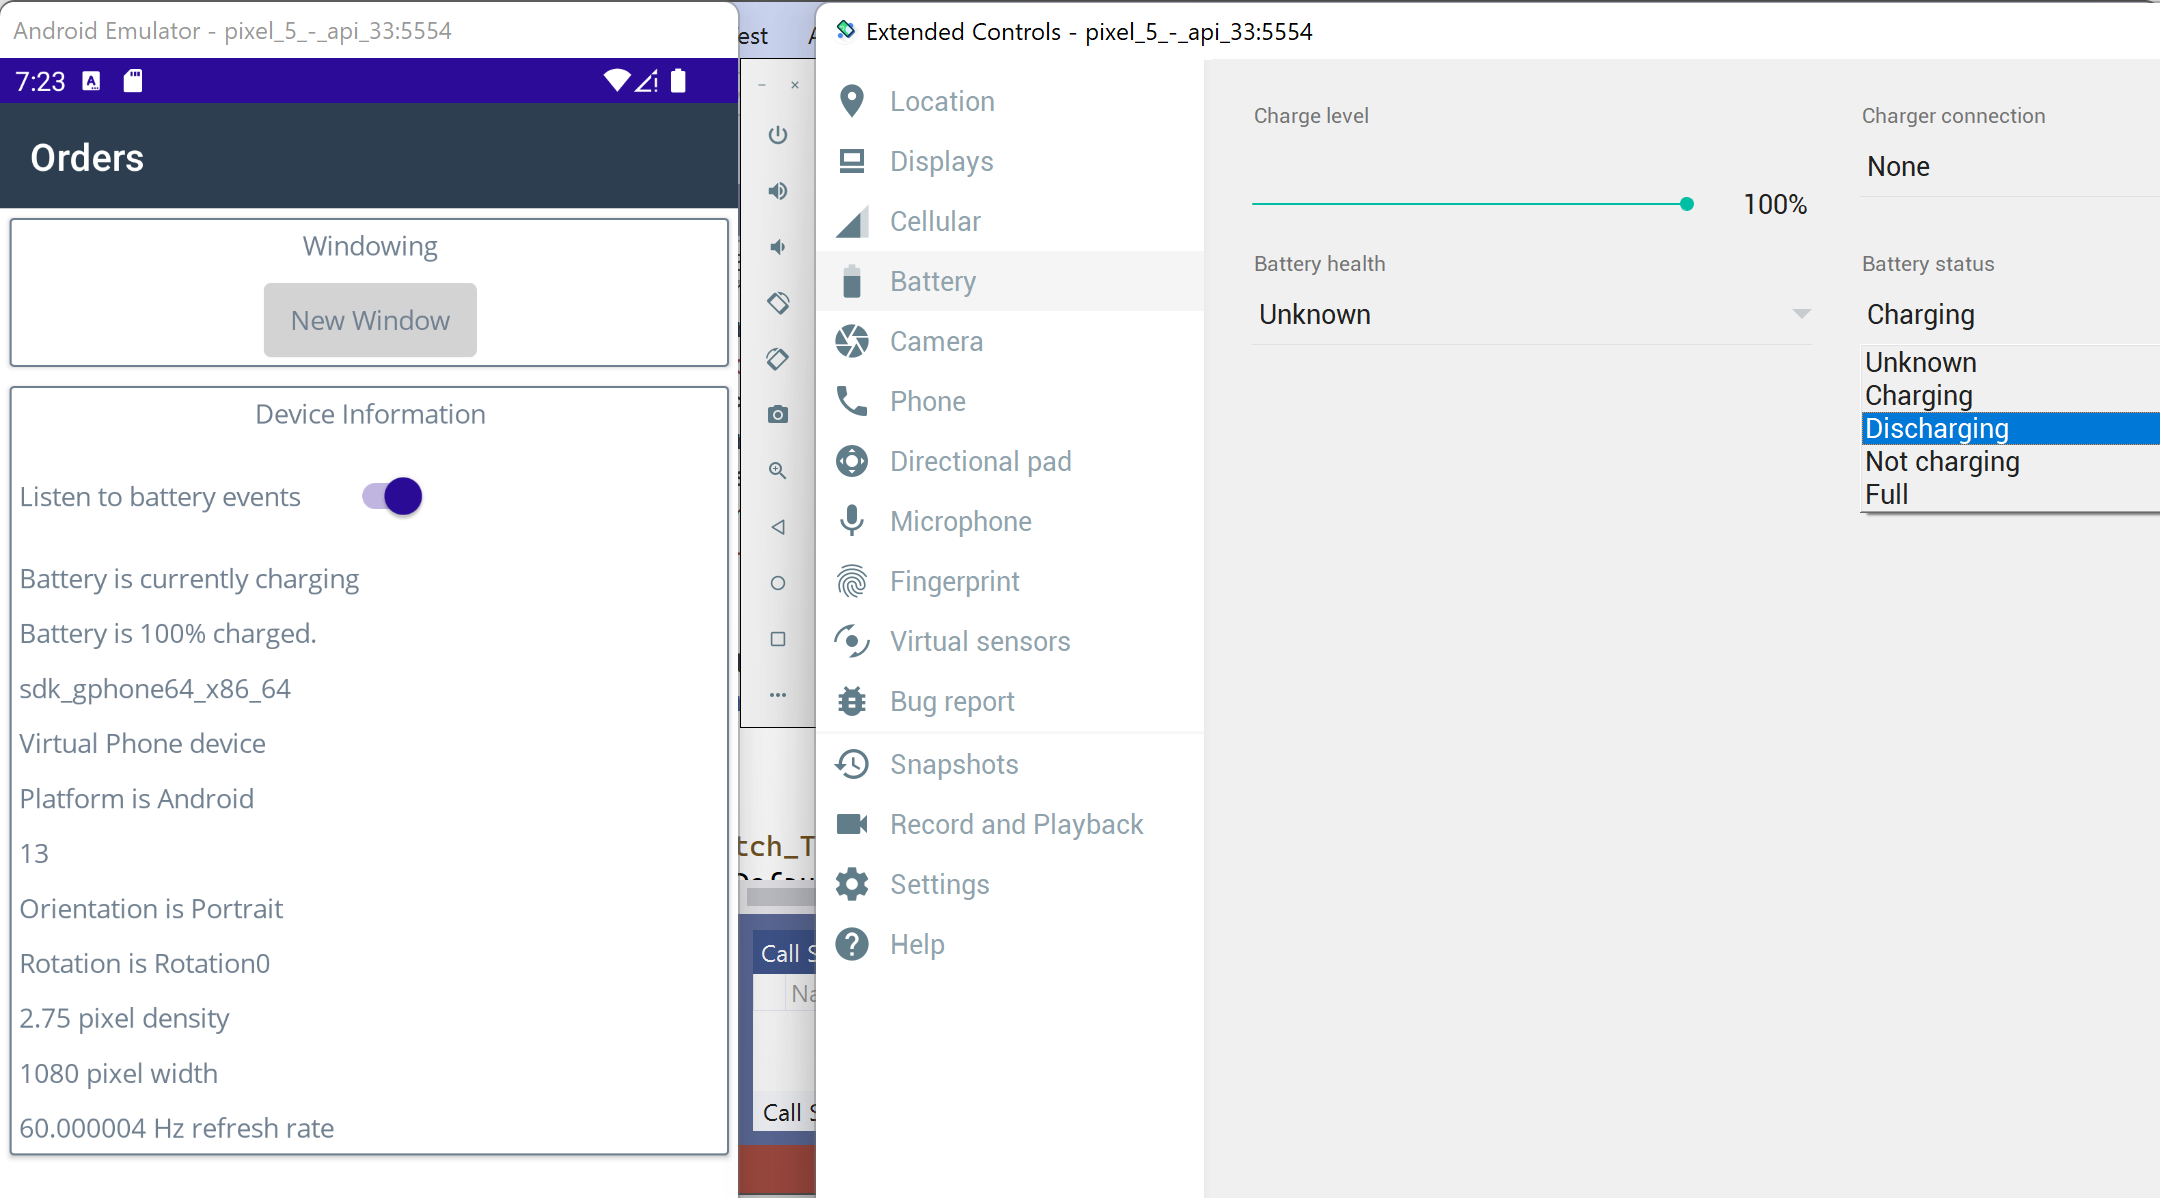 Android Emulator - pixel_5_-_api_33:5554
7:23
Orders
Windowing
New Window
Device Information
Listen to battery events
Battery is currently charging
Battery is 100% charged.
sdk_gphone64_x86_64
Virtual Phone device
Platform is Android
13
Orientation is Portrait
Rotation is Rotation0
2.75 pixel density
1080 pixel width
60.000004 Hz refresh rate
est
tch_T
Call S
Na
Call S
Extended Controls - pixel_5_-_api_33:5554
Location
Displays
Cellular
Battery
Camera
Phone
Directional pad
Microphone
Fingerprint
Virtual sensors
Bug report
Snapshots
Record and Playback
Settings
Help
Charge level
100%
Battery health
Unknown
Charger connection
None
Battery status
Charging
Unknown
Charging
Discharging
Not charging
Full